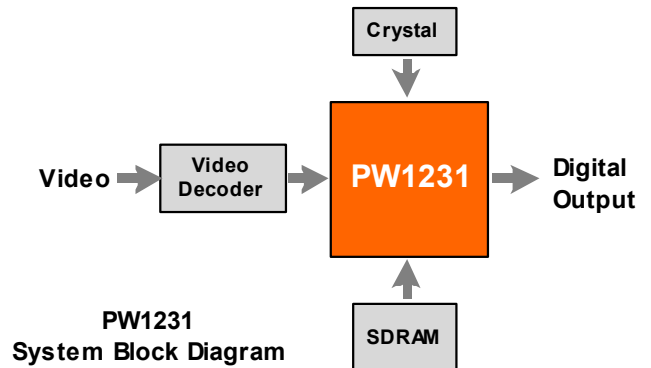 Crystal
Video
Video
Decoder
PW1231
Digital
Output
SDRAM
PW1231
System Block Diagram